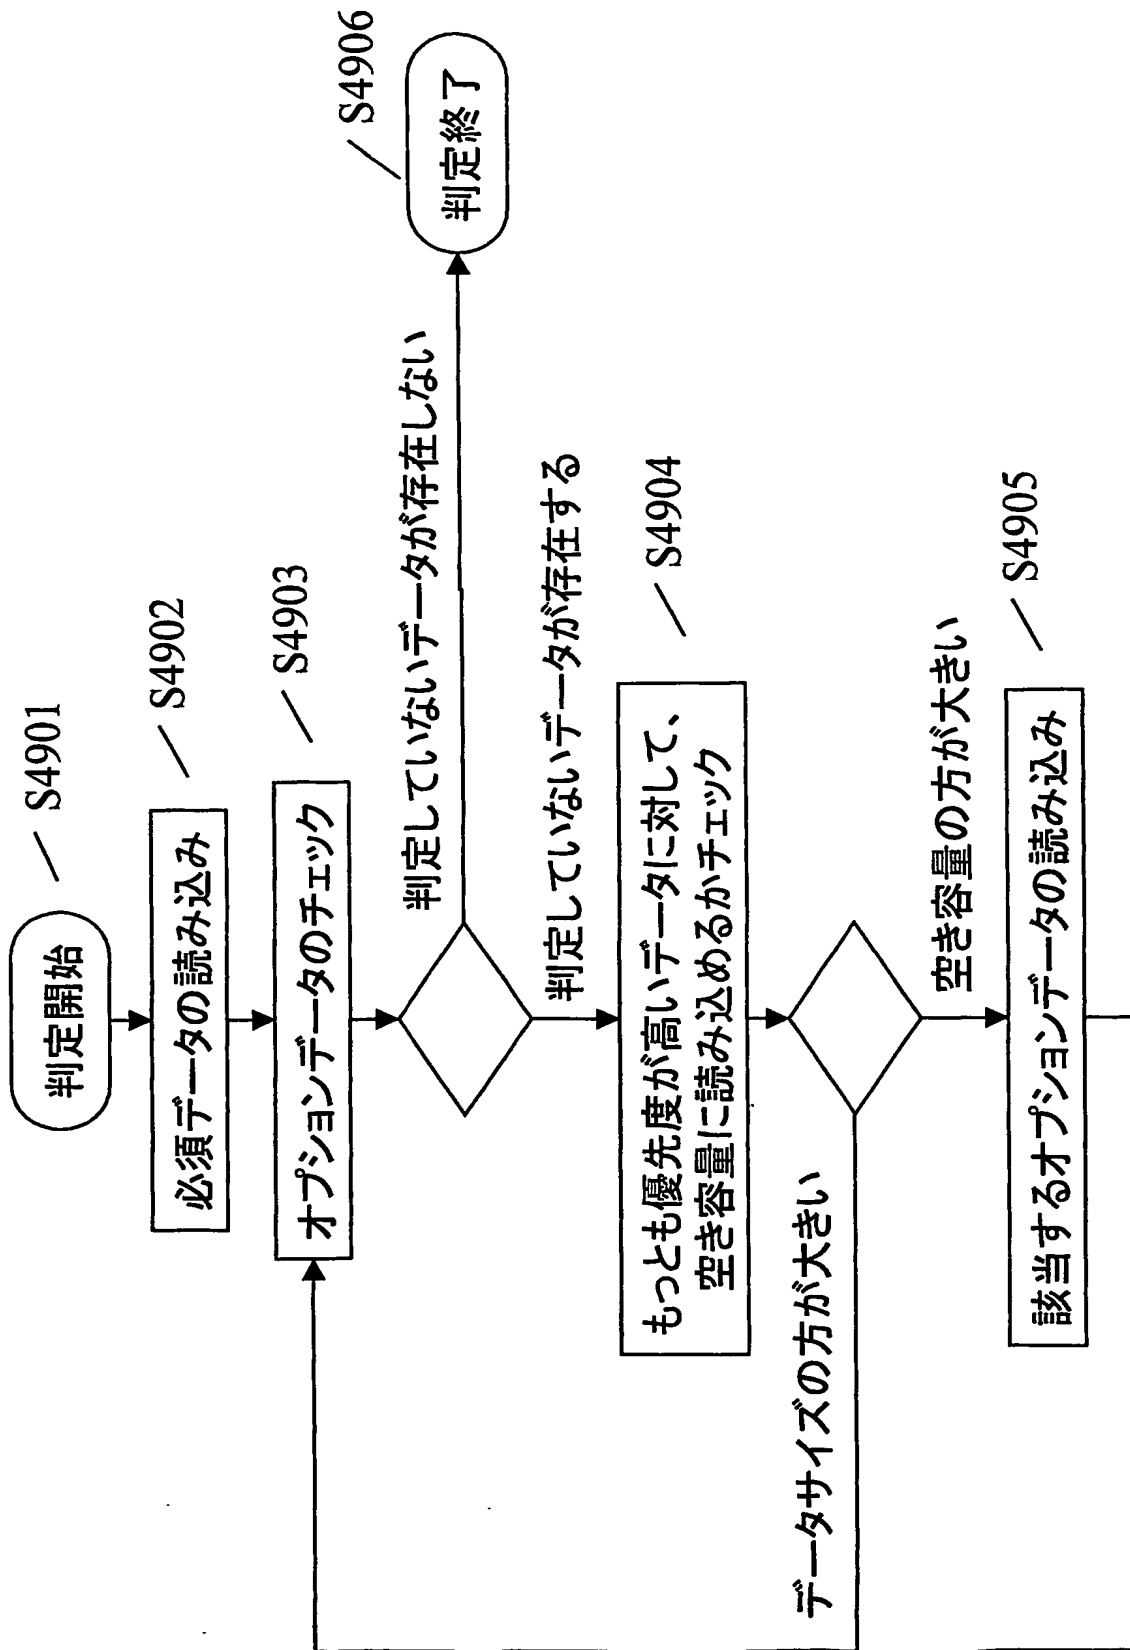 判定開始
S4901
必須データの読み込み
S4902
オプションデータのチェック
S4903
判定していないデータが存在しない
判定終了
S4906
判定していないデータが存在する
もっとも優先度が高いデータに対して、
空き容量に読み込めるかチェック
S4904
データサイズの方が大きい
空き容量の方が大きい
該当するオプションデータの読み込み
S4905